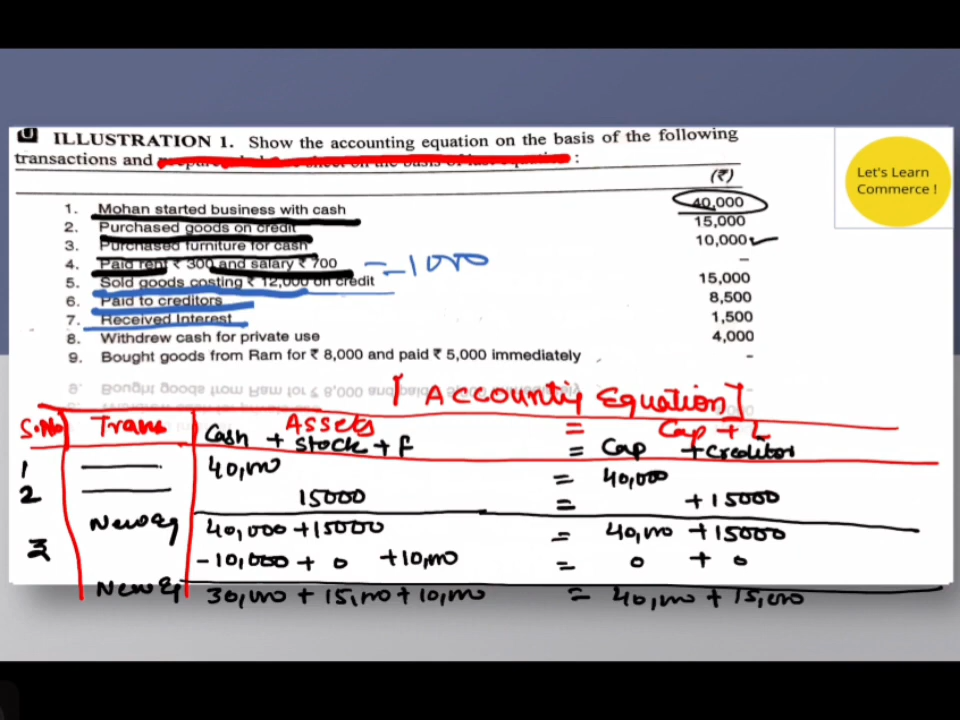 ILLUSTRATION 1. Show the accounting equation on the basis of the following
transactions and :
(₹)
1. Mohan started business with cash 40,000
2. Purchased goods on credit 15,000
3. Purchased furniture for cash 10,000
4. Paid rent ₹ 300 and salary ₹ 700 – = 1000
5. Sold goods costing ₹ 12,000 on credit 15,000
6. Paid to creditors 8,500
7. Received Interest 1,500
8. Withdrew cash for private use 4,000
9. Bought goods from Ram for ₹ 8,000 and paid ₹ 5,000 immediately –
Let's Learn
Commerce !
[Accounting Equation]
S.No Trans Assets = Cap + L
Cash + Stock + F = Cap + Creditor
1 40,000 = 40,000
2 15000 = + 15000
New Eq 40,000 + 15000 = 40,000 + 15000
3 - 10,000 + 0 + 10,000 = 0 + 0
New Eq 30,000 + 15,000 + 10,000 = 40,000 + 15,000